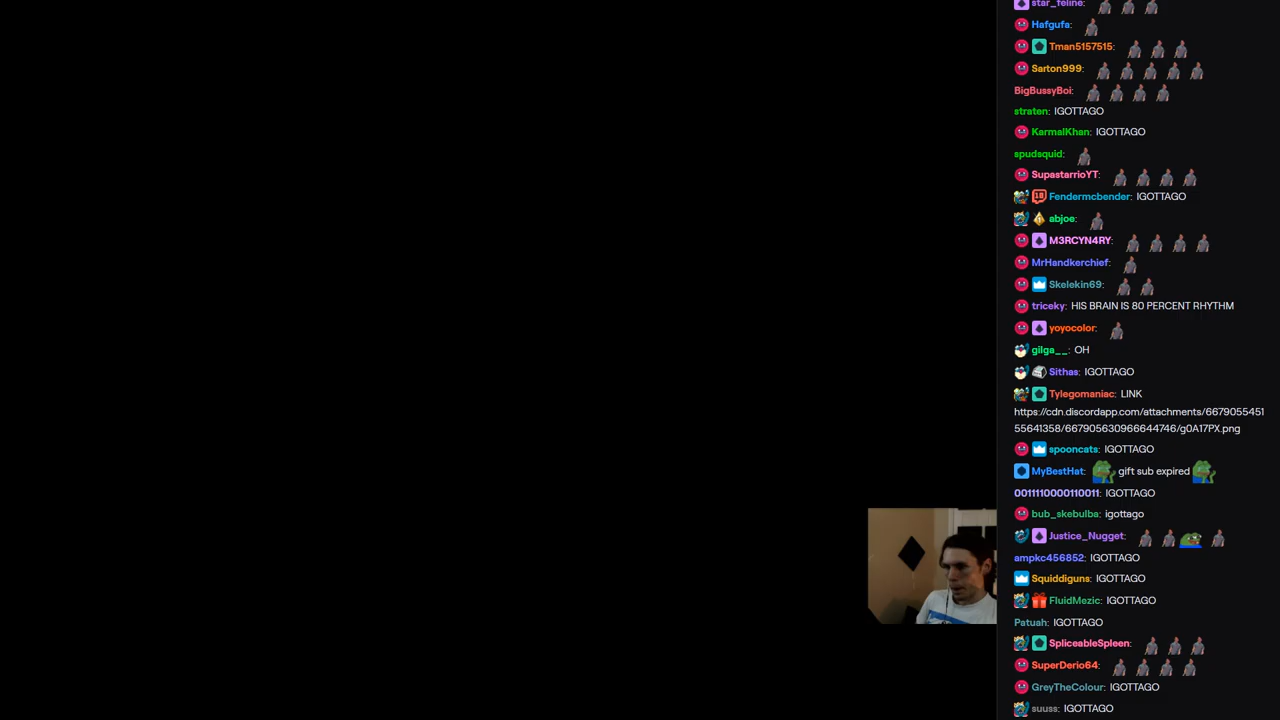 star_feline:
Hafgufa:
Tman5157515:
Sarton999:
BigBussyBoi:
straten: IGOTTAGO
KarmalKhan: IGOTTAGO
spudsquid:
SupastarrioYT:
Fendermcbender: IGOTTAGO
abjoe:
M3RCYN4RY:
MrHandkerchief:
Skelekin69:
triceky: HIS BRAIN IS 80 PERCENT RHYTHM
yoyocolor:
gilga__: OH
Sithas: IGOTTAGO
Tylegomaniac: LINK
https://cdn.discordapp.com/attachments/6679055451
55641358/667905630966644746/g0A17PX.png
spooncats: IGOTTAGO
MyBestHat: gift sub expired
0011110000110011: IGOTTAGO
bub_skebulba: igottago
Justice_Nugget:
ampkc456852: IGOTTAGO
Squiddiguns: IGOTTAGO
FluidMezic: IGOTTAGO
Patuah: IGOTTAGO
SpliceableSpleen:
SuperDerio64:
GreyTheColour: IGOTTAGO
suuss: IGOTTAGO